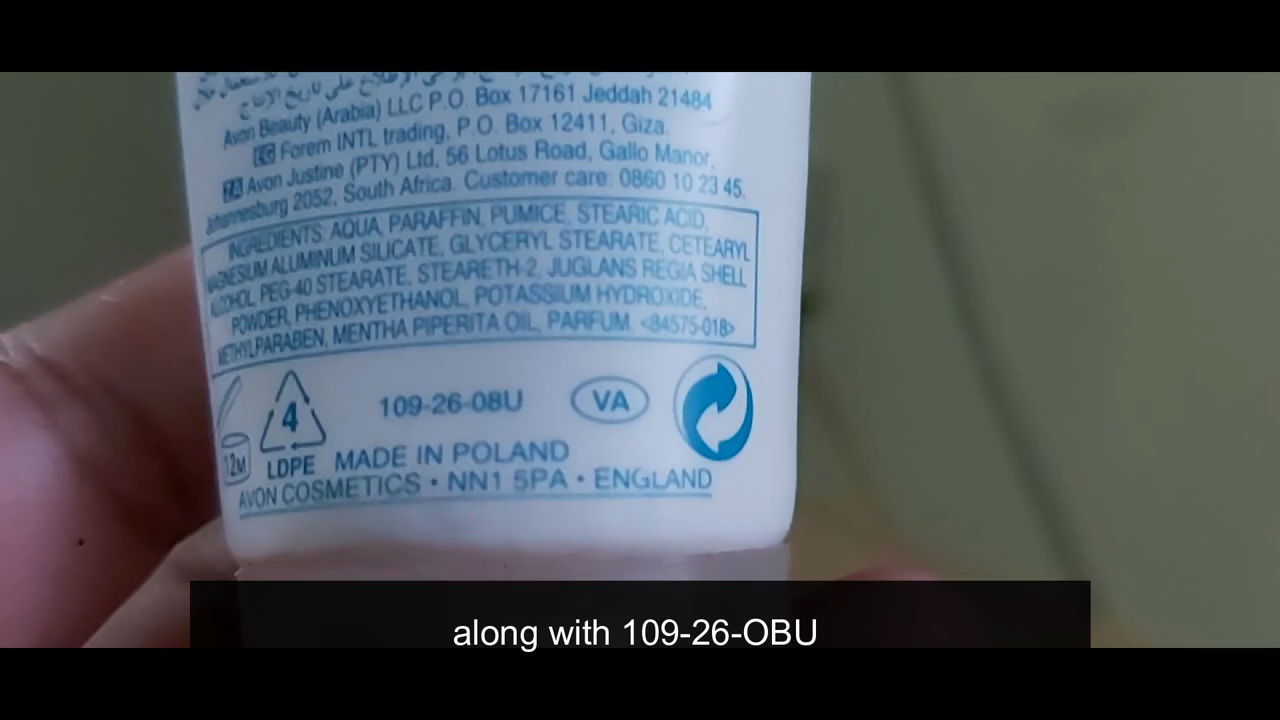 على تاريخ الإنتاج
Avon Beauty (Arabia) LLC P.O. Box 17161 Jeddah 21484
EG Forem INTL trading, P.O. Box 12411, Giza.
ZA Avon Justine (PTY) Ltd, 56 Lotus Road, Gallo Manor,
Johannesburg 2052, South Africa. Customer care: 0860 10 23 45.
INGREDIENTS: AQUA, PARAFFIN, PUMICE, STEARIC ACID,
MAGNESIUM ALUMINUM SILICATE, GLYCERYL STEARATE, CETEARYL
ALCOHOL, PEG-40 STEARATE, STEARETH-2, JUGLANS REGIA SHELL
POWDER, PHENOXYETHANOL, POTASSIUM HYDROXIDE,
METHYLPARABEN, MENTHA PIPERITA OIL, PARFUM. <84575-018>
4
109-26-08U
VA
12M
LDPE MADE IN POLAND
AVON COSMETICS • NN1 5PA • ENGLAND
along with 109-26-OBU